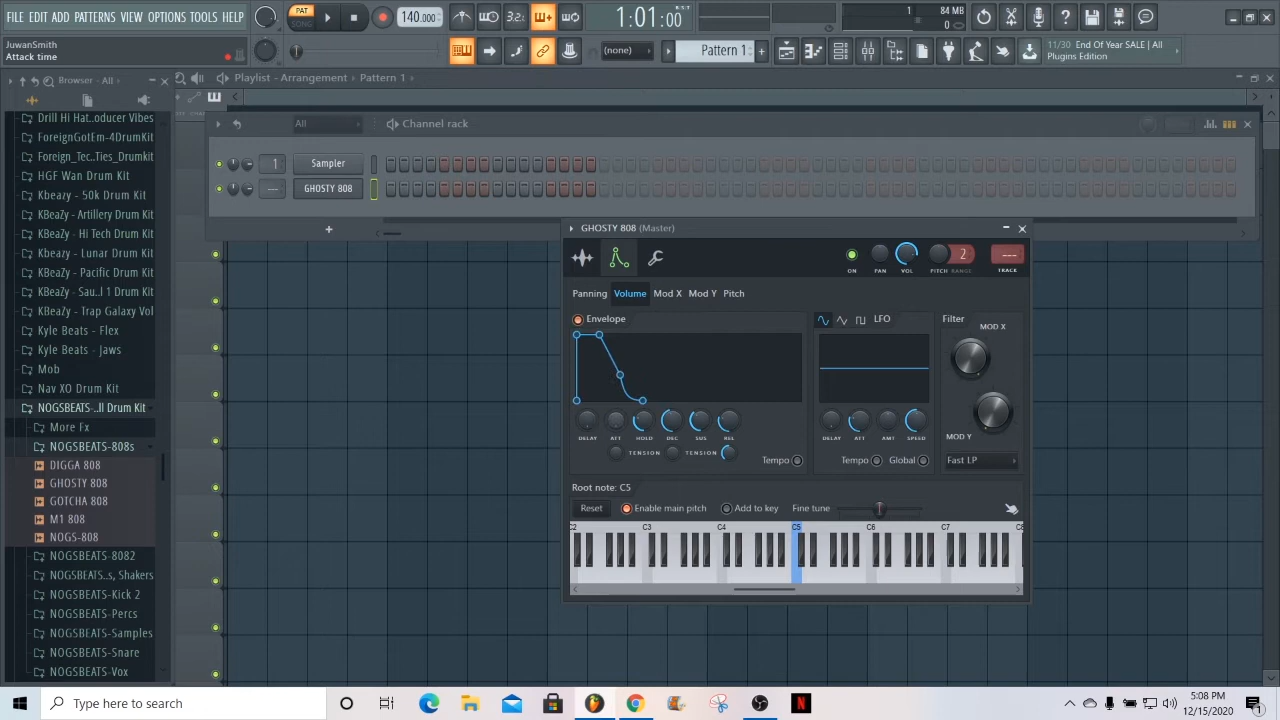 FILE EDIT ADD PATTERNS VIEW OPTIONS TOOLS HELP
PAT
SONG
140.000
3.2.
1:01:00
B:S:T
1
84 MB
0
JuwanSmith
Attack time
(none)
Pattern 1
11/30 End Of Year SALE | All
Plugins Edition
Browser - All
Playlist - Arrangement
Pattern 1
Drill Hi Hat..oducer Vibes
ForeignGotEm-4DrumKit
Foreign_Tec..Ties_Drumkit
HGF Wan Drum Kit
Kbeazy - 50k Drum Kit
KBeaZy - Artillery Drum Kit
KBeaZy - Hi Tech Drum Kit
Kbeazy - Lunar Drum Kit
KBeaZy - Pacific Drum Kit
KBeaZy - Sau..l 1 Drum Kit
KBeaZy - Trap Galaxy Vol
Kyle Beats - Flex
Kyle Beats - Jaws
Mob
Nav XO Drum Kit
NOGSBEATS-..ll Drum Kit
More Fx
NOGSBEATS-808s
DIGGA 808
GHOSTY 808
GOTCHA 808
M1 808
NOGS-808
NOGSBEATS-8082
NOGSBEATS..s, Shakers
NOGSBEATS-Kick 2
NOGSBEATS-Percs
NOGSBEATS-Samples
NOGSBEATS-Snare
NOGSBEATS-Vox
All
Channel rack
1
Sampler
---
GHOSTY 808
+
GHOSTY 808 (Master)
2
---
ON
PAN
VOL
PITCH
RANGE
TRACK
Panning
Volume
Mod X
Mod Y
Pitch
Envelope
LFO
Filter
MOD X
MOD Y
DELAY
ATT
HOLD
DEC
SUS
REL
DELAY
ATT
AMT
SPEED
TENSION
TENSION
Tempo
Tempo
Global
Fast LP
Root note: C5
Reset
Enable main pitch
Add to key
Fine tune
C2
C3
C4
C5
C6
C7
Type here to search
5:08 PM
12/15/2020
1